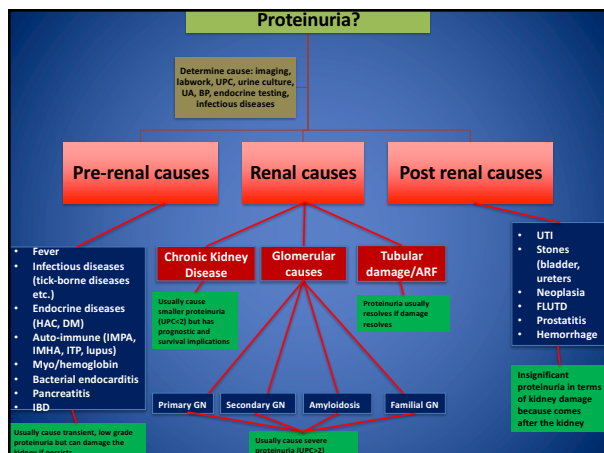 Proteinuria?
Determine cause: imaging,
labwork, UPC, urine culture,
UA, BP, endocrine testing,
infectious diseases
Pre-renal causes
Renal causes
Post renal causes
• Fever
• Infectious diseases
(tick-borne diseases
etc.)
• Endocrine diseases
(HAC, DM)
• Auto-immune (IMPA,
IMHA, ITP, lupus)
• Myo/hemoglobin
• Bacterial endocarditis
• Pancreatitis
• IBD
Usually cause transient, low grade
proteinuria but can damage the
kidney if persists
Chronic Kidney
Disease
Usually cause
smaller proteinuria
(UPC<2) but has
prognostic and
survival implications
Glomerular
causes
Tubular
damage/ARF
Proteinuria usually
resolves if damage
resolves
Primary GN
Secondary GN
Amyloidosis
Familial GN
Usually cause severe
proteinuria (UPC>2)
• UTI
• Stones
(bladder,
ureters
• Neoplasia
• FLUTD
• Prostatitis
• Hemorrhage
Insignificant
proteinuria in terms
of kidney damage
because comes
after the kidney